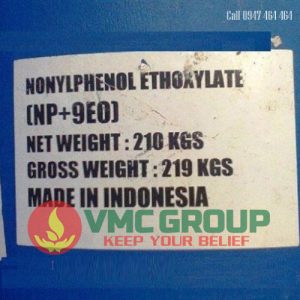 Call 0947 464 464
NONYLPHENOL ETHOXYLATE
(NP+9EO)
NET WEIGHT : 210 KGS
GROSS WEIGHT : 219 KGS
MADE IN INDONESIA
VMC GROUP
KEEP YOUR BELIEF